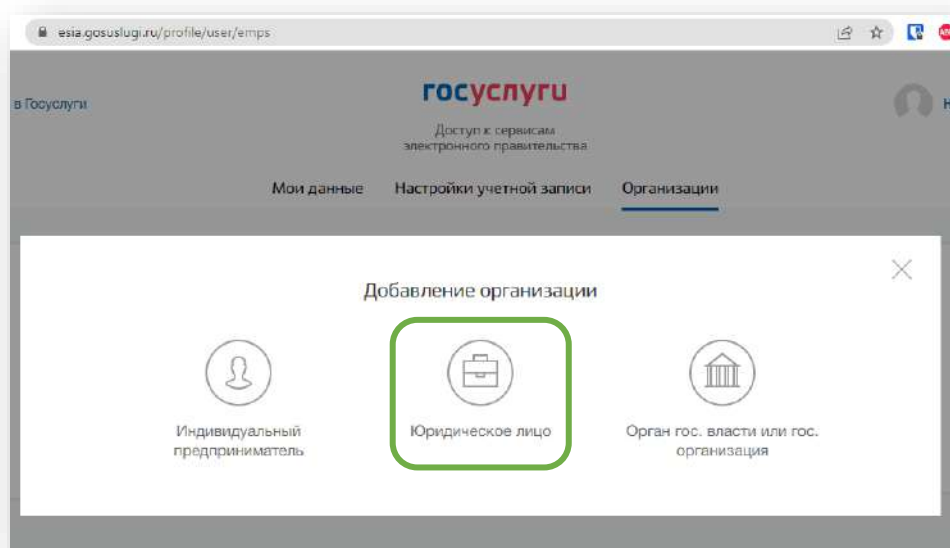 esia.gosuslugi.ru/profile/user/emps
в Госуслуги
госуслуги
Доступ к сервисам
электронного правительства
Мои данные Настройки учетной записи Организации
Добавление организации
Индивидуальный
предприниматель
Юридическое лицо
Орган гос. власти или гос.
организация